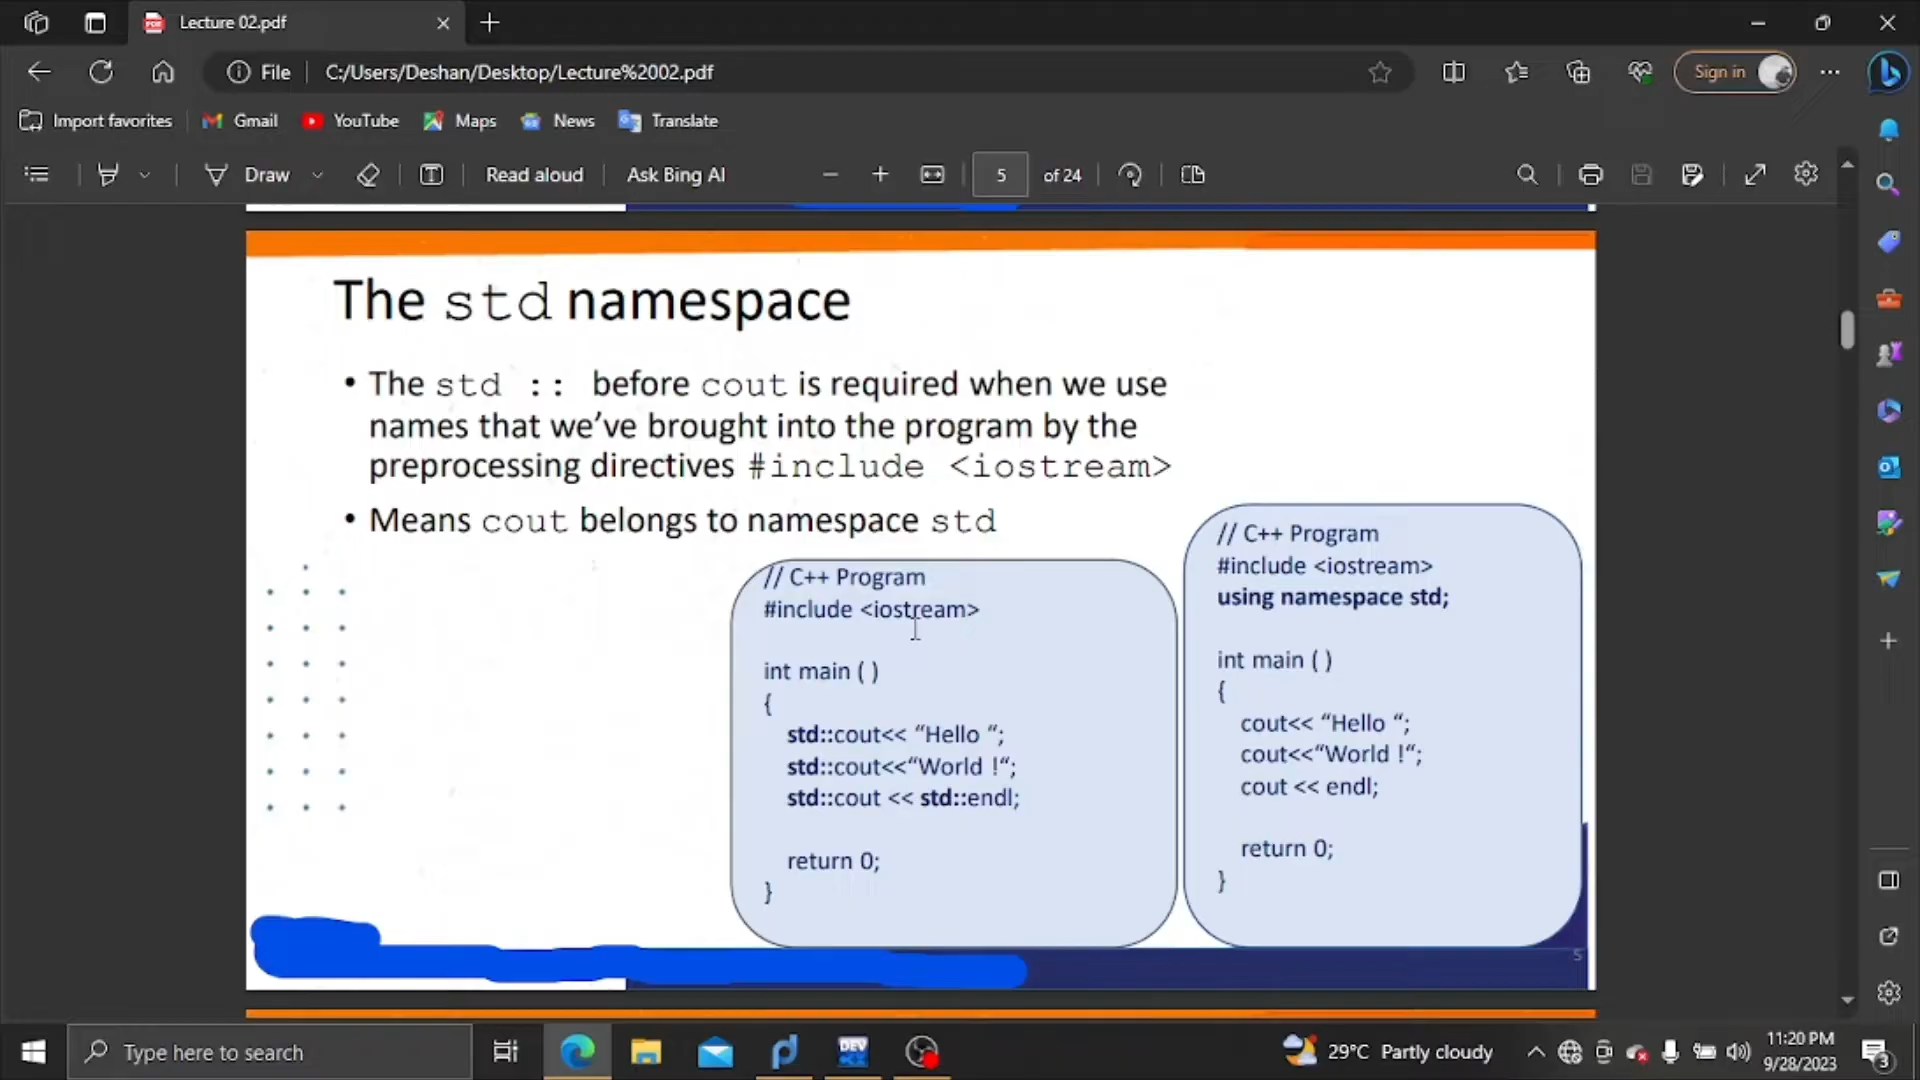 Lecture 02.pdf
File C:/Users/Deshan/Desktop/Lecture%2002.pdf
Sign in
Import favorites Gmail YouTube Maps News Translate
Draw Read aloud Ask Bing AI 5 of 24
The std namespace
• The std :: before cout is required when we use
names that we’ve brought into the program by the
preprocessing directives #include <iostream>
• Means cout belongs to namespace std
// C++ Program
#include <iostream>
int main ( )
{
std::cout<< “Hello “;
std::cout<<“World !“;
std::cout << std::endl;
return 0;
}
// C++ Program
#include <iostream>
using namespace std;
int main ( )
{
cout<< “Hello “;
cout<<“World !“;
cout << endl;
return 0;
}
5
Type here to search
DEV
29°C Partly cloudy
11:20 PM
9/28/2023
3